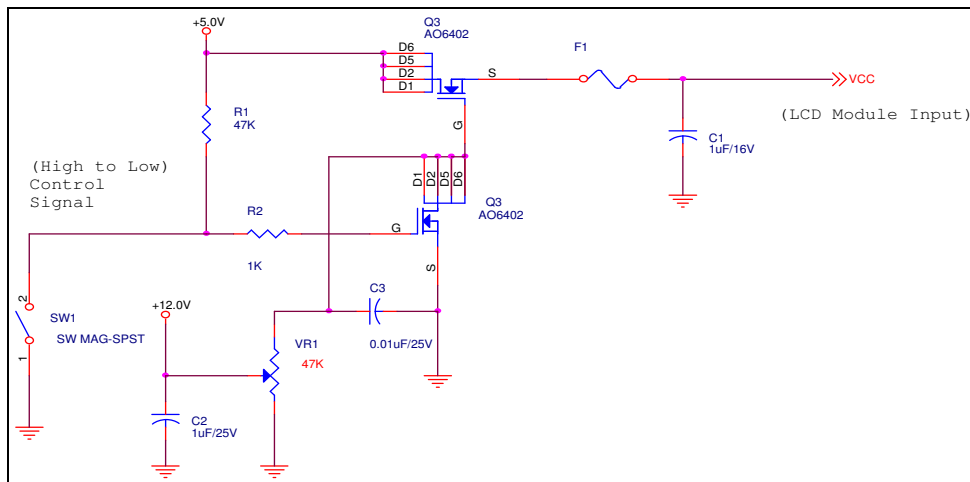 Q3
AO6402
+5.0V
D6
D5
D2
D1
S
F1
VCC
(LCD Module Input)
R1
47K
G
C1
1uF/16V
(High to Low)
Control
Signal
D1
D2
D5
D6
Q3
AO6402
R2
G
1K
S
2
SW1
SW MAG-SPST
1
+12.0V
C3
0.01uF/25V
VR1
47K
C2
1uF/25V